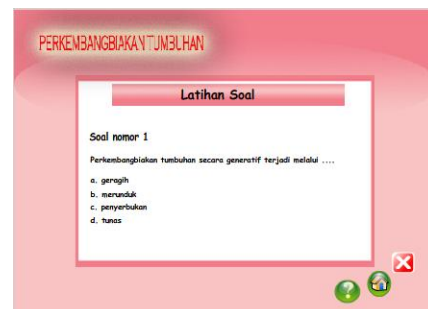 PERKEMBANGBIAKAN TUMBUHAN
Latihan Soal
Soal nomor 1
Perkembangbiakan tumbuhan secara generatif terjadi melalui ....
a. geragih
b. merunduk
c. penyerbukan
d. tunas